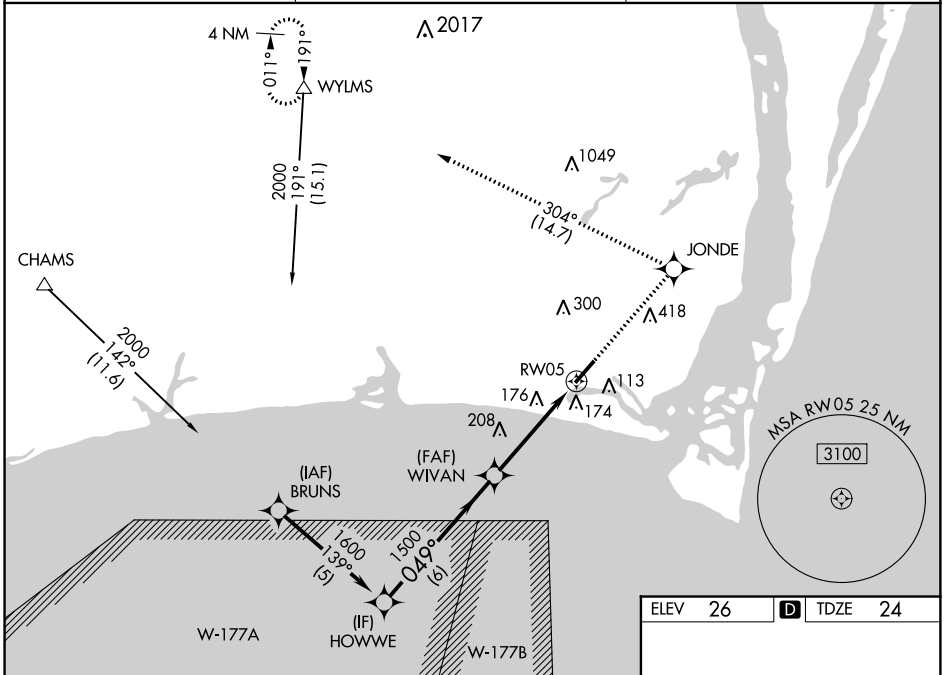 4 NM
011°
191°
2017
WYLMS
2000
191°
(15.1)
1049
304°
(14.7)
JONDE
CHAMS
2000
142°
(11.6)
300
418
RW05
176
113
174
208
MSA RW05 25 NM
3100
(FAF)
WIVAN
(IAF)
BRUNS
1600
139°
(5)
1500
049°
(6)
(IF)
HOWWE
W-177A
W-177B
ELEV 26 D TDZE 24